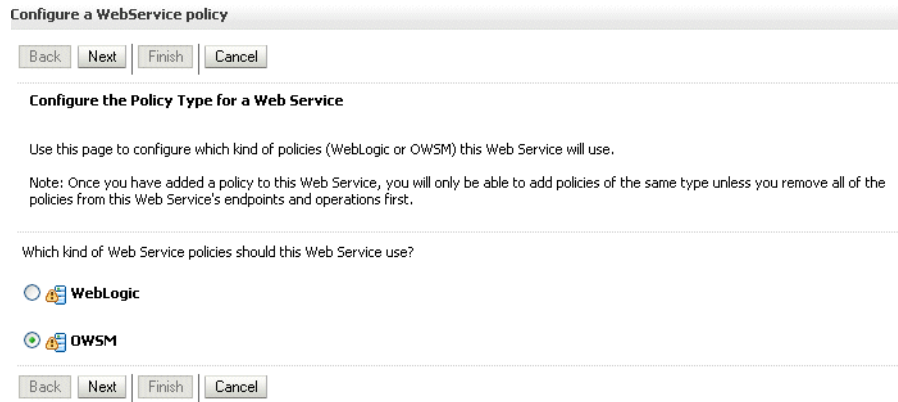 Configure a WebService policy
Back Next Finish Cancel
Configure the Policy Type for a Web Service
Use this page to configure which kind of policies (WebLogic or OWSM) this Web Service will use.
Note: Once you have added a policy to this Web Service, you will only be able to add policies of the same type unless you remove all of the
policies from this Web Service's endpoints and operations first.
Which kind of Web Service policies should this Web Service use?
WebLogic
OWSM
Back Next Finish Cancel